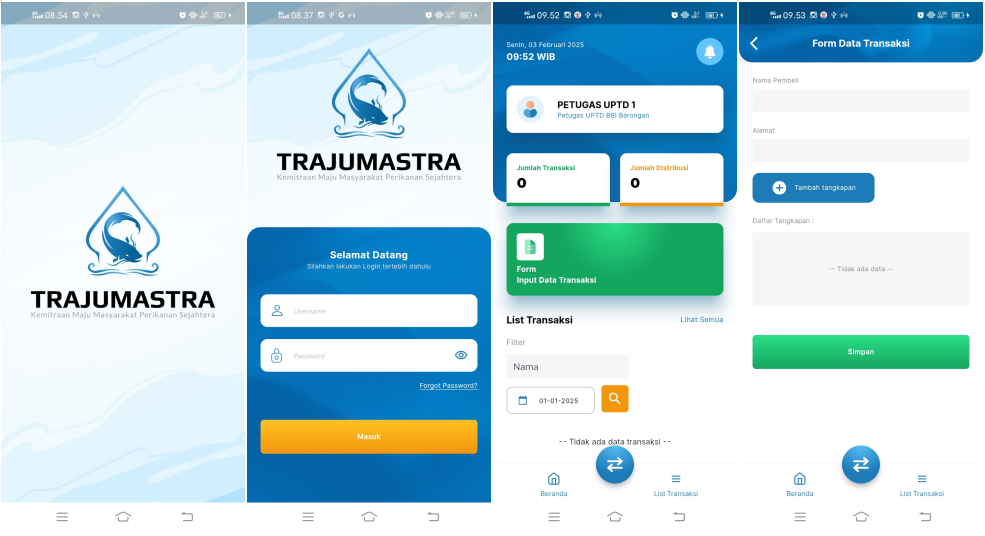 08.54
TRAJUMASTRA
Kemitraan Maju Masyarakat Perikanan Sejahtera
08.37
TRAJUMASTRA
Kemitraan Maju Masyarakat Perikanan Sejahtera
Selamat Datang
Silahkan lakukan Login terlebih dahulu
Username
Password
Forgot Password?
Masuk
09.52
Senin, 03 Februari 2025
09:52 WIB
PETUGAS UPTD 1
Petugas UPTD BBI Barongan
Jumlah Transaksi
0
Jumlah Distribusi
0
Form
Input Data Transaksi
List Transaksi
Lihat Semua
Filter
Nama
01-01-2025
-- Tidak ada data transaksi --
Beranda
List Transaksi
09.53
Form Data Transaksi
Nama Pembeli
Alamat
Tambah tangkapan
Daftar Tangkapan :
-- Tidak ada data --
Simpan
Beranda
List Transaksi